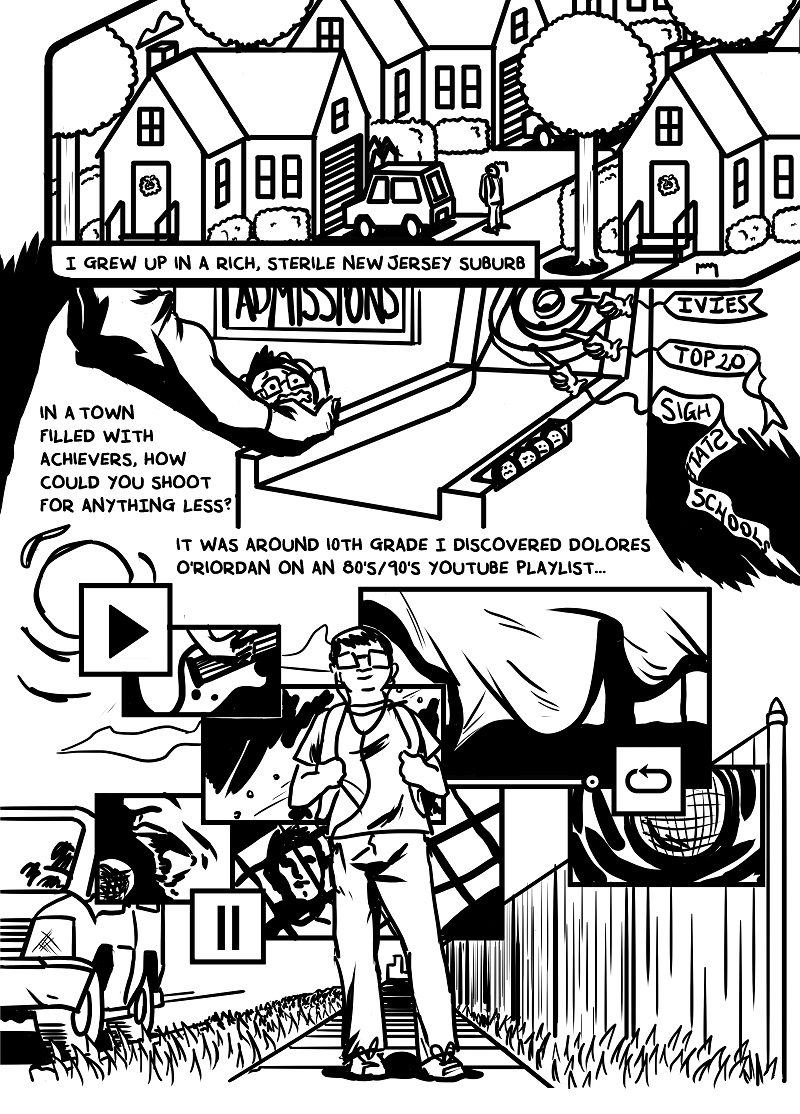 I GREW UP IN A RICH, STERILE NEW JERSEY SUBURB
ADMISSIONS
IVIES
TOP 20
SIGH
STATE
SCHOOLS
IN A TOWN
FILLED WITH
ACHIEVERS, HOW
COULD YOU SHOOT
FOR ANYTHING LESS?
IT WAS AROUND 10TH GRADE I DISCOVERED DOLORES
O'RIORDAN ON AN 80'S/90'S YOUTUBE PLAYLIST...